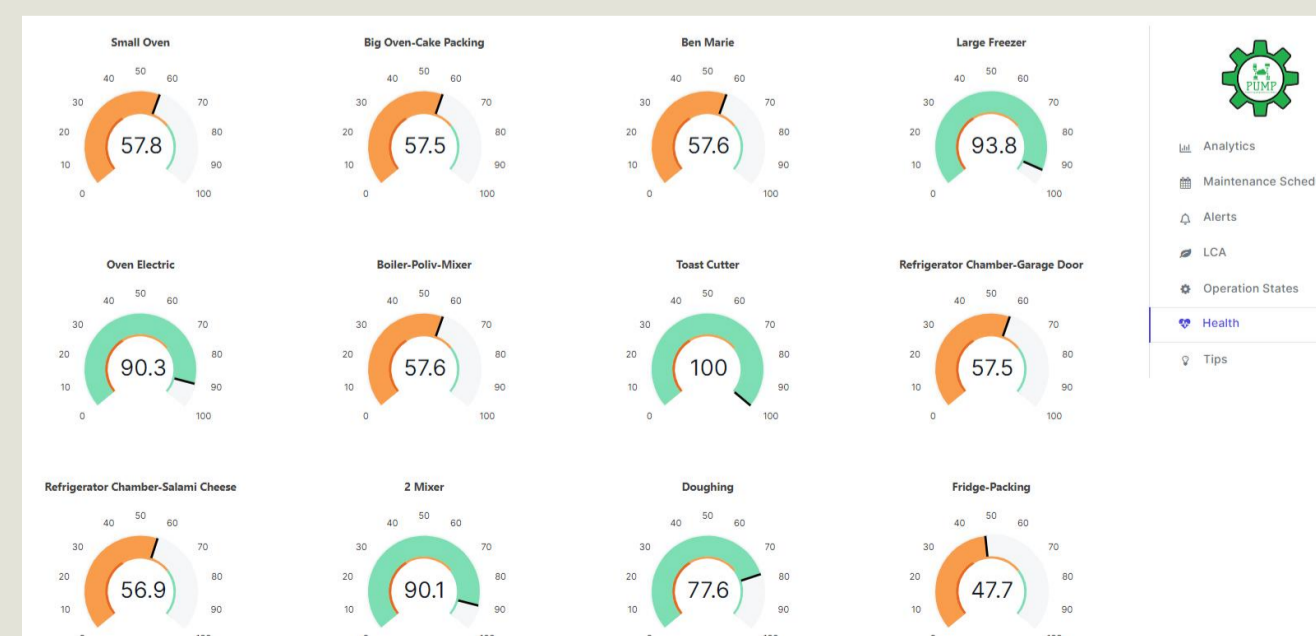 Small Oven
0 10 20 30 40 50 60 70 80 90 100
57.8
Big Oven-Cake Packing
0 10 20 30 40 50 60 70 80 90 100
57.5
Ben Marie
0 10 20 30 40 50 60 70 80 90 100
57.6
Large Freezer
0 10 20 30 40 50 60 70 80 90 100
93.8
Oven Electric
0 10 20 30 40 50 60 70 80 90 100
90.3
Boiler-Poliv-Mixer
0 10 20 30 40 50 60 70 80 90 100
57.6
Toast Cutter
0 10 20 30 40 50 60 70 80 90 100
100
Refrigerator Chamber-Garage Door
0 10 20 30 40 50 60 70 80 90 100
57.5
Refrigerator Chamber-Salami Cheese
10 20 30 40 50 60 70 80 90
56.9
2 Mixer
10 20 30 40 50 60 70 80 90
90.1
Doughing
10 20 30 40 50 60 70 80 90
77.6
Fridge-Packing
10 20 30 40 50 60 70 80 90
47.7
PUMP
Analytics
Maintenance Sched
Alerts
LCA
Operation States
Health
Tips